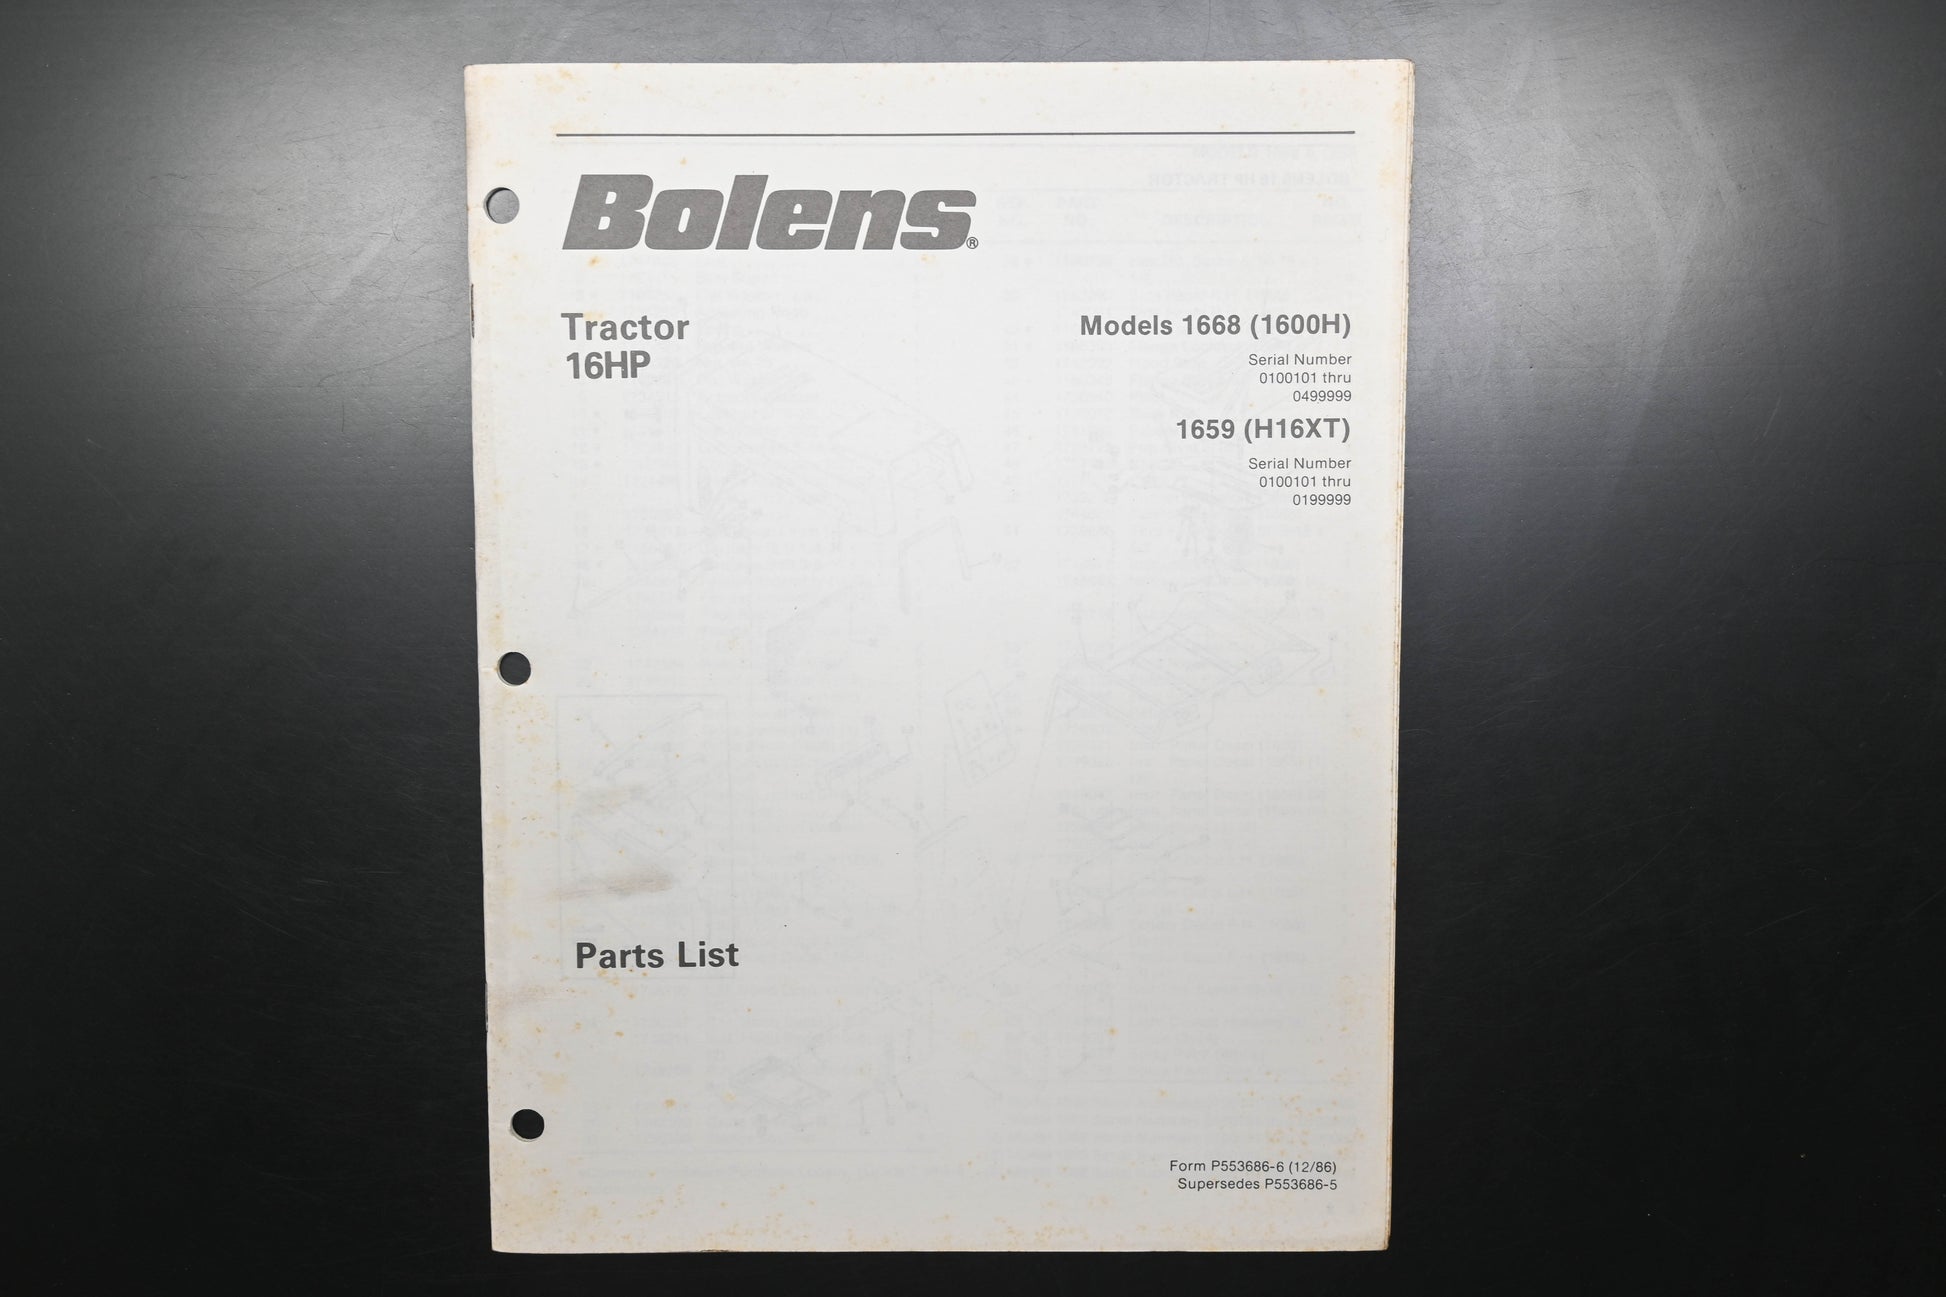 Bolens®
Tractor
16HP
Models 1668 (1600H)
Serial Number
0100101 thru
0499999
1659 (H16XT)
Serial Number
0100101 thru
0199999
Parts List
Form P553686-6 (12/86)
Supersedes P553686-5